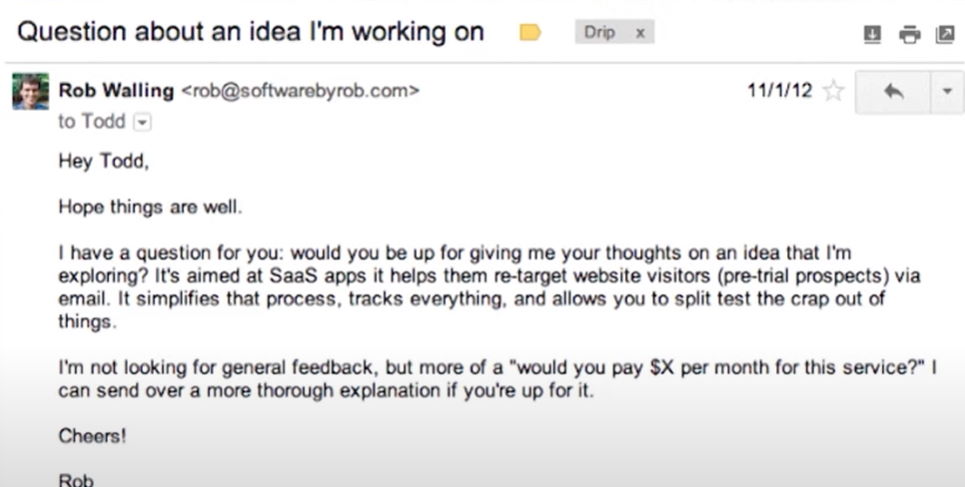 Question about an idea I'm working on
Drip x
Rob Walling <rob@softwarebyrob.com>
11/1/12
to Todd
Hey Todd,
Hope things are well.
I have a question for you: would you be up for giving me your thoughts on an idea that I'm
exploring? It's aimed at SaaS apps it helps them re-target website visitors (pre-trial prospects) via
email. It simplifies that process, tracks everything, and allows you to split test the crap out of
things.
I'm not looking for general feedback, but more of a "would you pay $X per month for this service?" I
can send over a more thorough explanation if you're up for it.
Cheers!
Rob